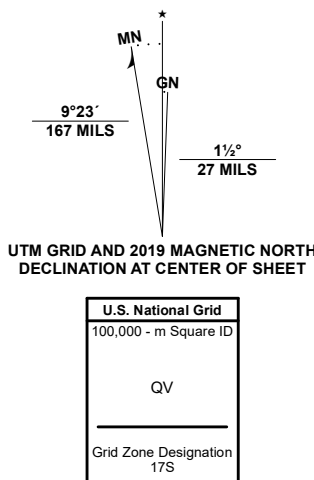 ★
MN
GN
9°23´
167 MILS
1½°
27 MILS
UTM GRID AND 2019 MAGNETIC NORTH
DECLINATION AT CENTER OF SHEET
U.S. National Grid
100,000 - m Square ID
QV
Grid Zone Designation
17S